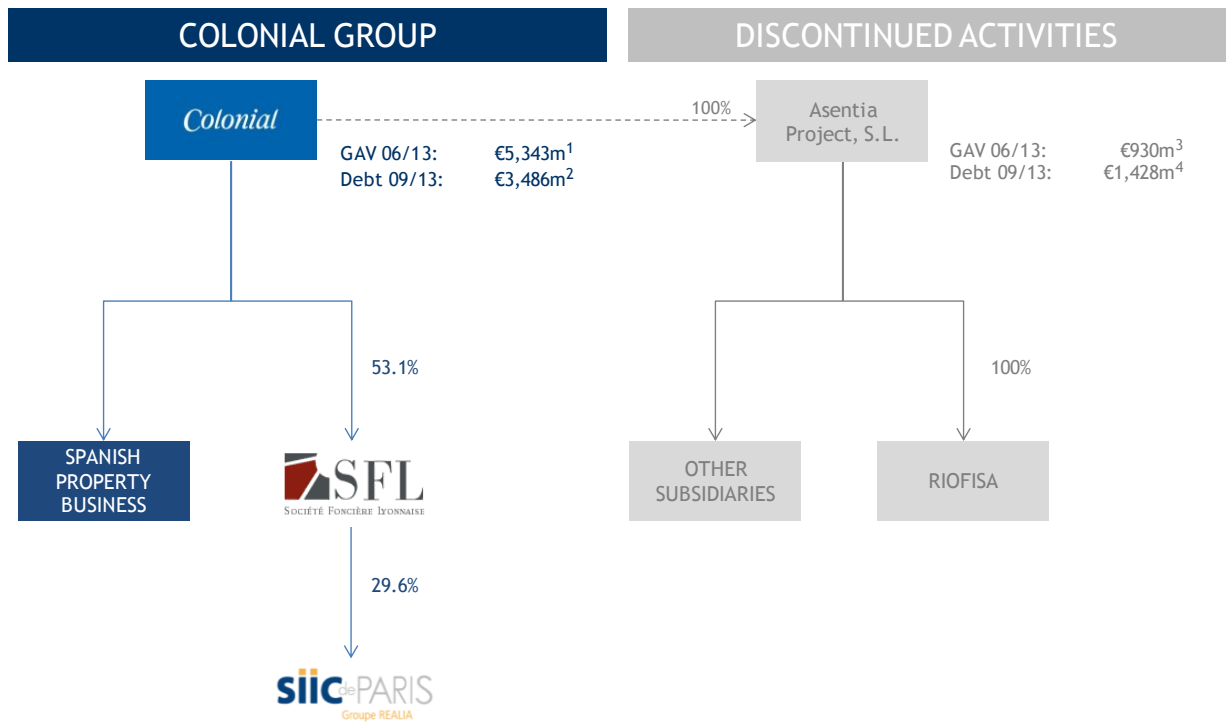 COLONIAL GROUP
DISCONTINUED ACTIVITIES
Colonial
100%
Asentia
Project, S.L.
GAV 06/13: €5,343m¹
Debt 09/13: €3,486m²
GAV 06/13: €930m³
Debt 09/13: €1,428m⁴
53.1%
100%
SPANISH
PROPERTY
BUSINESS
SFL
SOCIÉTÉ FONCIÈRE LYONNAISE
OTHER
SUBSIDIARIES
RIOFISA
29.6%
siic de PARIS
Groupe REALIA